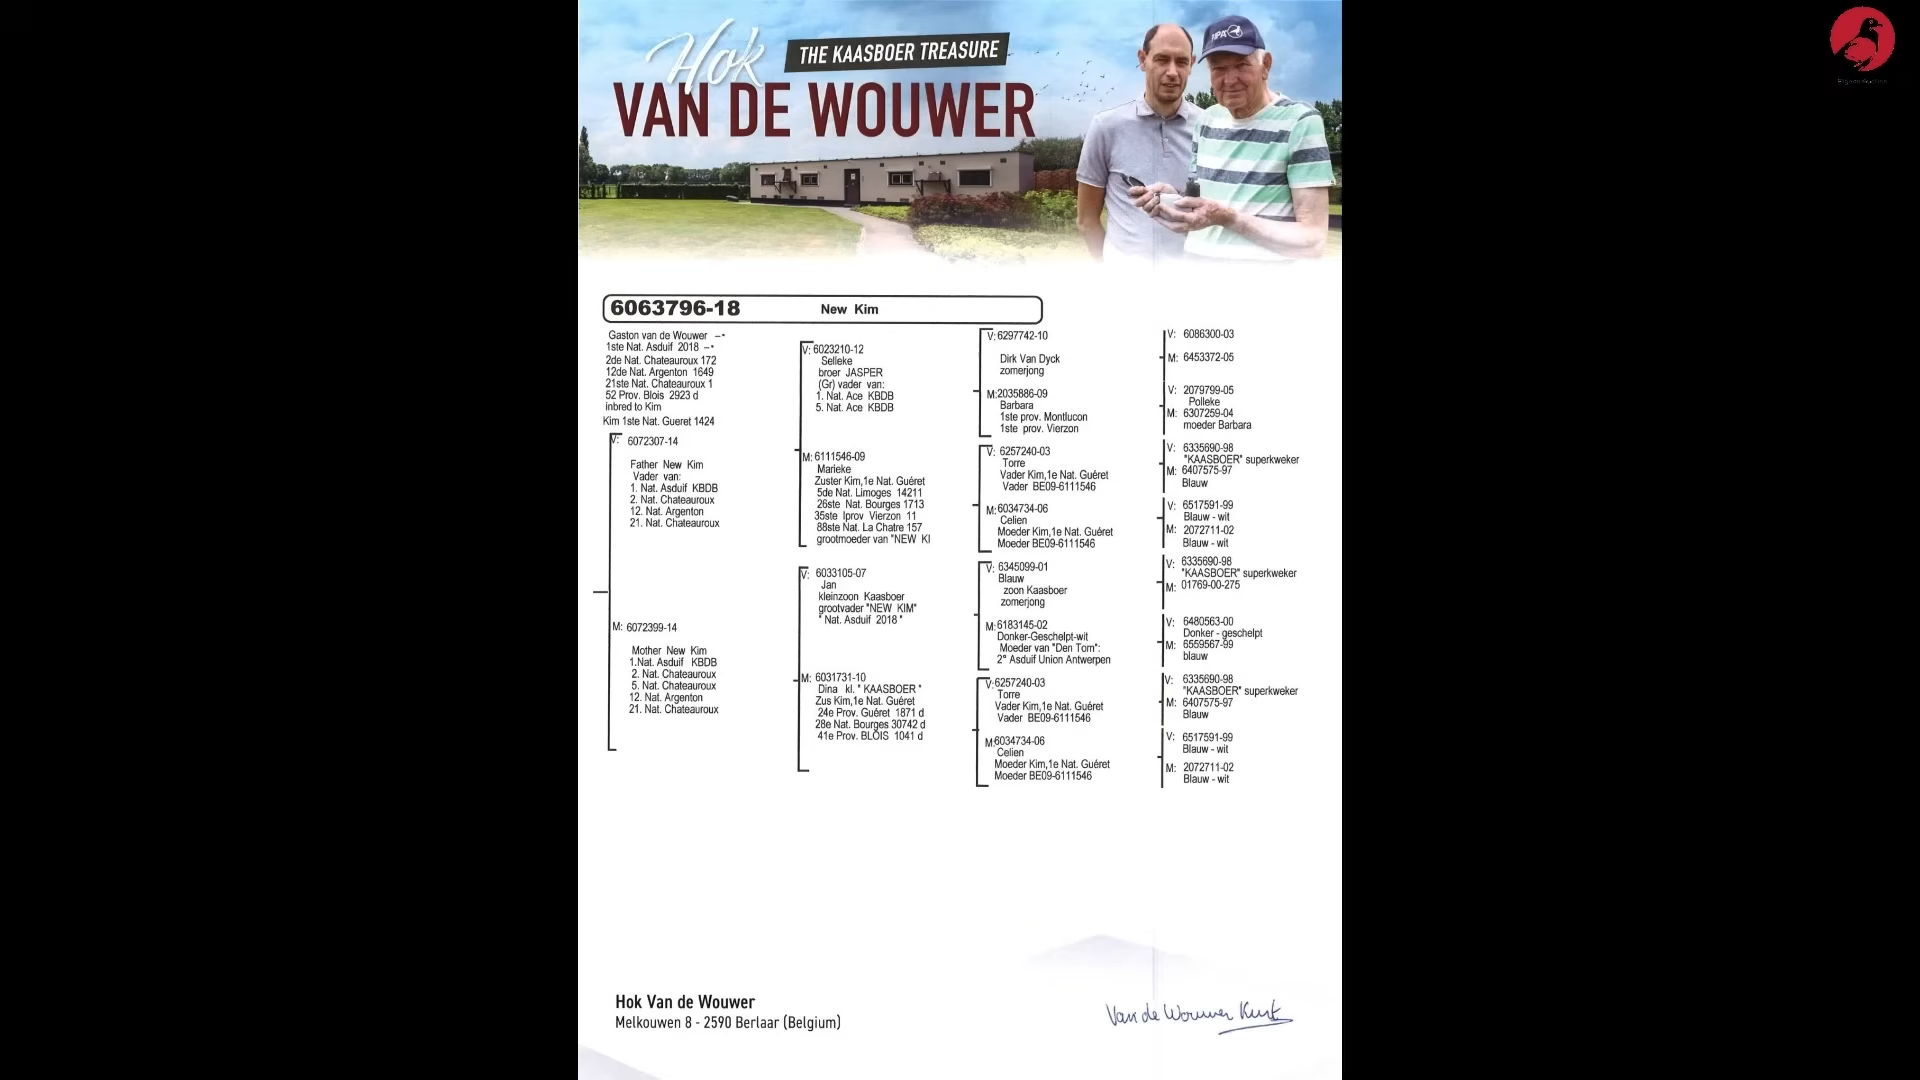 Hok
THE KAASBOER TREASURE
VAN DE WOUWER
6063796-18 New Kim
Gaston van de Wouwer
1ste Nat. Asduif 2018
2de Nat. Chateauroux 172
12de Nat. Argenton 1649
21ste Nat. Chateauroux 1
52 Prov. Blois 2923 d
inbred to Kim
Kim 1ste Nat. Gueret 1424
V: 6072307-14
Father New Kim
Vader van:
1. Nat. Asduif KBDB
2. Nat. Chateauroux
12. Nat. Argenton
21. Nat. Chateauroux
M: 6072399-14
Mother New Kim
1.Nat. Asduif KBDB
2. Nat. Chateauroux
5. Nat. Chateauroux
12. Nat. Argenton
21. Nat. Chateauroux
V: 6023210-12
Selleke
broer JASPER
(Gr) vader van:
1. Nat. Ace KBDB
5. Nat. Ace KBDB
M: 6111546-09
Marieke
Zuster Kim,1e Nat. Guéret
5de Nat. Limoges 14211
26ste Nat. Bourges 1713
35ste Iprov Vierzon 11
88ste Nat. La Chatre 157
grootmoeder van "NEW KI
V: 6033105-07
Jan
kleinzoon Kaasboer
grootvader "NEW KIM"
" Nat. Asduif 2018 "
M: 6031731-10
Dina kl. " KAASBOER "
Zus Kim,1e Nat. Guéret
24e Prov. Guéret 1871 d
28e Nat. Bourges 30742 d
41e Prov. BLOIS 1041 d
V: 6297742-10
Dirk Van Dyck
zomerjong
M:2035886-09
Barbara
1ste prov. Montlucon
1ste prov. Vierzon
V: 6257240-03
Torre
Vader Kim,1e Nat. Guéret
Vader BE09-6111546
M: 6034734-06
Celien
Moeder Kim,1e Nat. Guéret
Moeder BE09-6111546
V: 6345099-01
Blauw
zoon Kaasboer
zomerjong
M:6183145-02
Donker-Geschelpt-wit
Moeder van "Den Tom":
2° Asduif Union Antwerpen
V:6257240-03
Torre
Vader Kim,1e Nat. Guéret
Vader BE09-6111546
M:6034734-06
Celien
Moeder Kim,1e Nat. Guéret
Moeder BE09-6111546
V: 6086300-03
M: 6453372-05
V: 2079799-05
Polleke
M: 6307259-04
moeder Barbara
V: 6335690-98
"KAASBOER" superkweker
M: 6407575-97
Blauw
V: 6517591-99
Blauw - wit
M: 2072711-02
Blauw - wit
V: 6335690-98
"KAASBOER" superkweker
M: 01769-00-275
V: 6480563-00
Donker - geschelpt
M: 6559567-99
blauw
V: 6335690-98
"KAASBOER" superkweker
M: 6407575-97
Blauw
V: 6517591-99
Blauw - wit
M: 2072711-02
Blauw - wit
Hok Van de Wouwer
Melkouwen 8 - 2590 Berlaar (Belgium)
Van de Wouwer Kurt